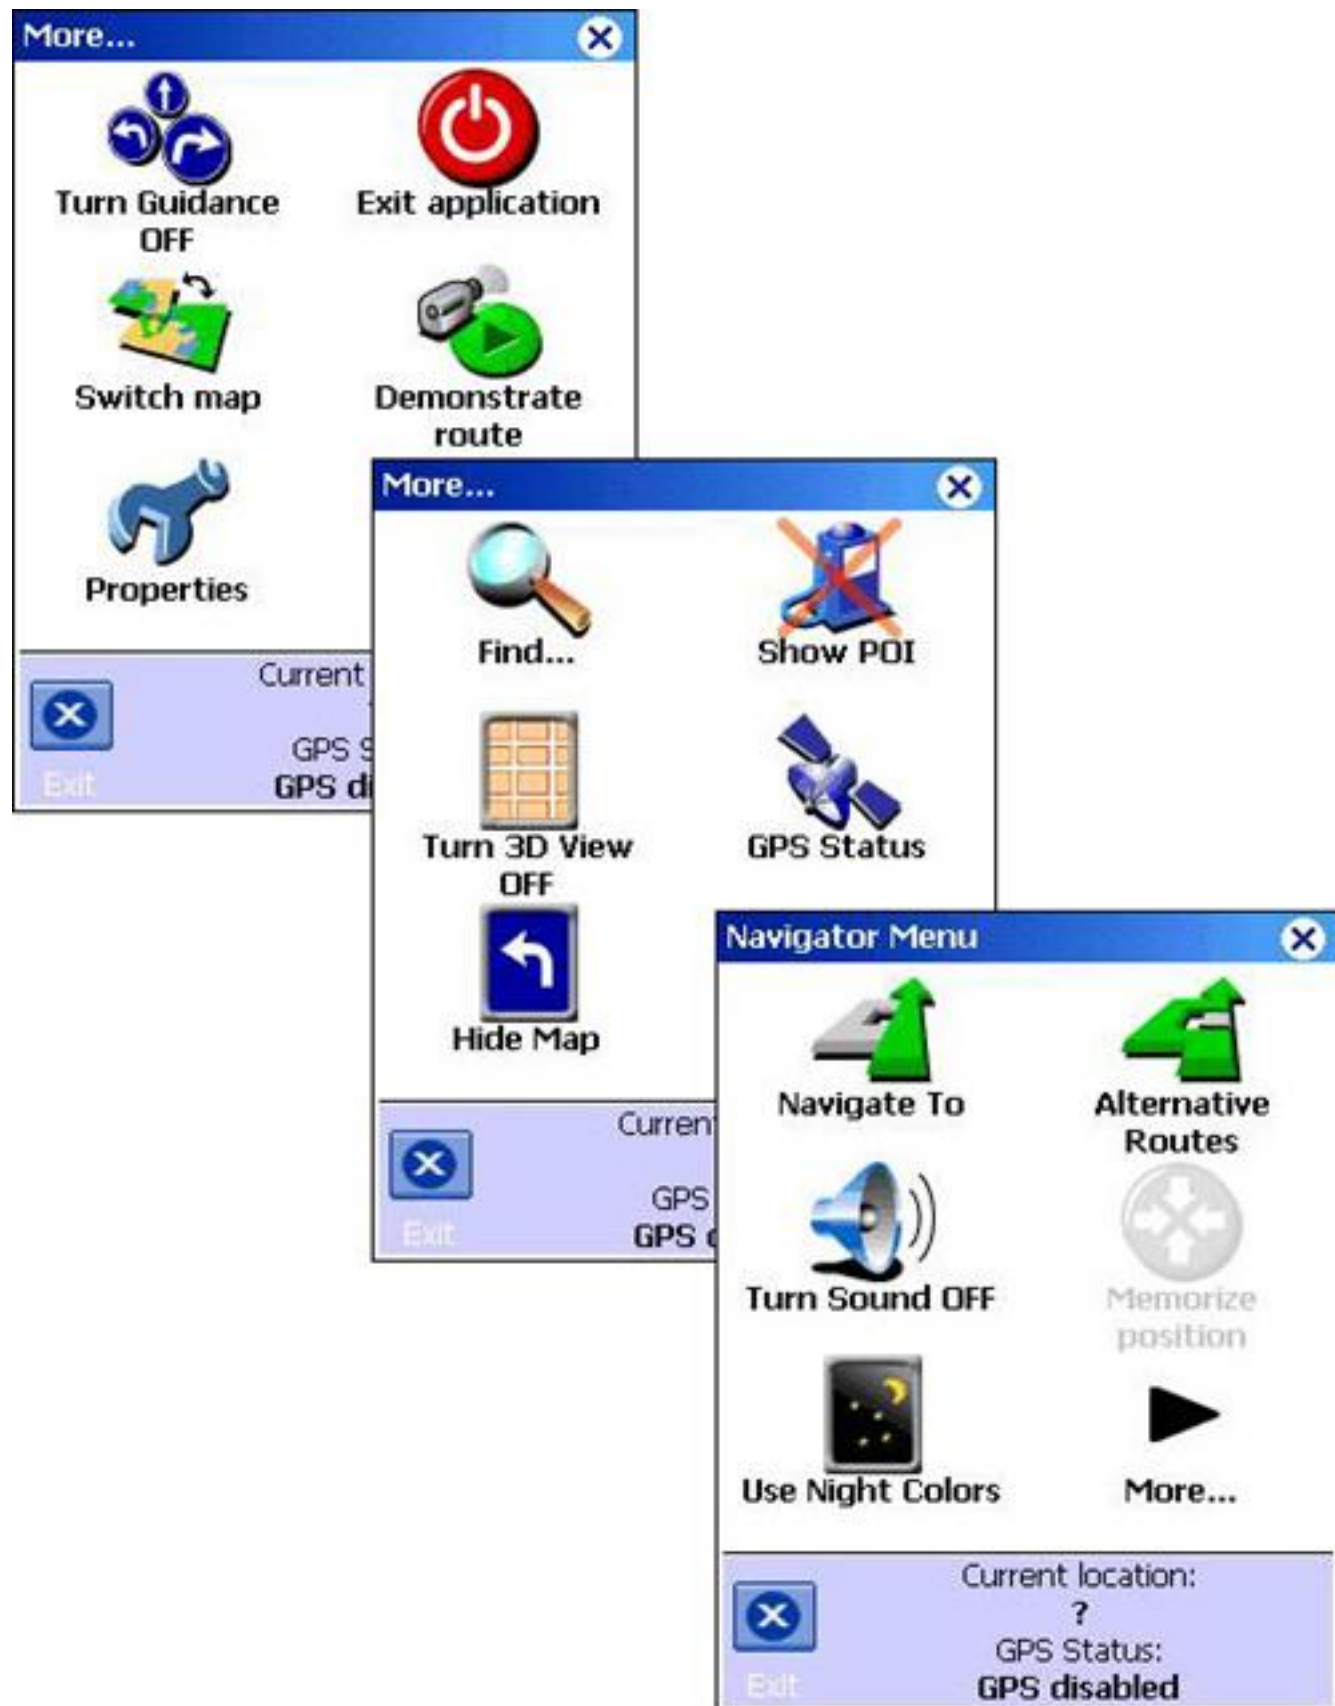 More...
Turn Guidance
OFF
Exit application
Switch map
Demonstrate
route
Properties
Current
GPS S
GPS di
Exit
More...
Find...
Show POI
Turn 3D View
OFF
GPS Status
Hide Map
Current
GPS
GPS
Exit
Navigator Menu
Navigate To
Alternative
Routes
Turn Sound OFF
Memorize
position
Use Night Colors
More...
Current location:
?
GPS Status:
GPS disabled
Exit